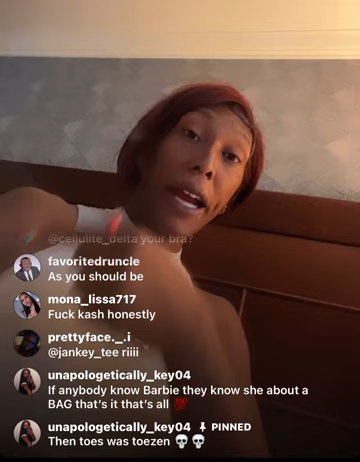 @cellulite_delta your bra?
favoritedruncle
As you should be
mona_lissa717
Fuck kash honestly
prettyface._.i
@jankey_tee riiii
unapologetically_key04
If anybody know Barbie they know she about a
BAG that's it that's all 💯
unapologetically_key04 📌 PINNED
Then toes was toezen 💀 💀